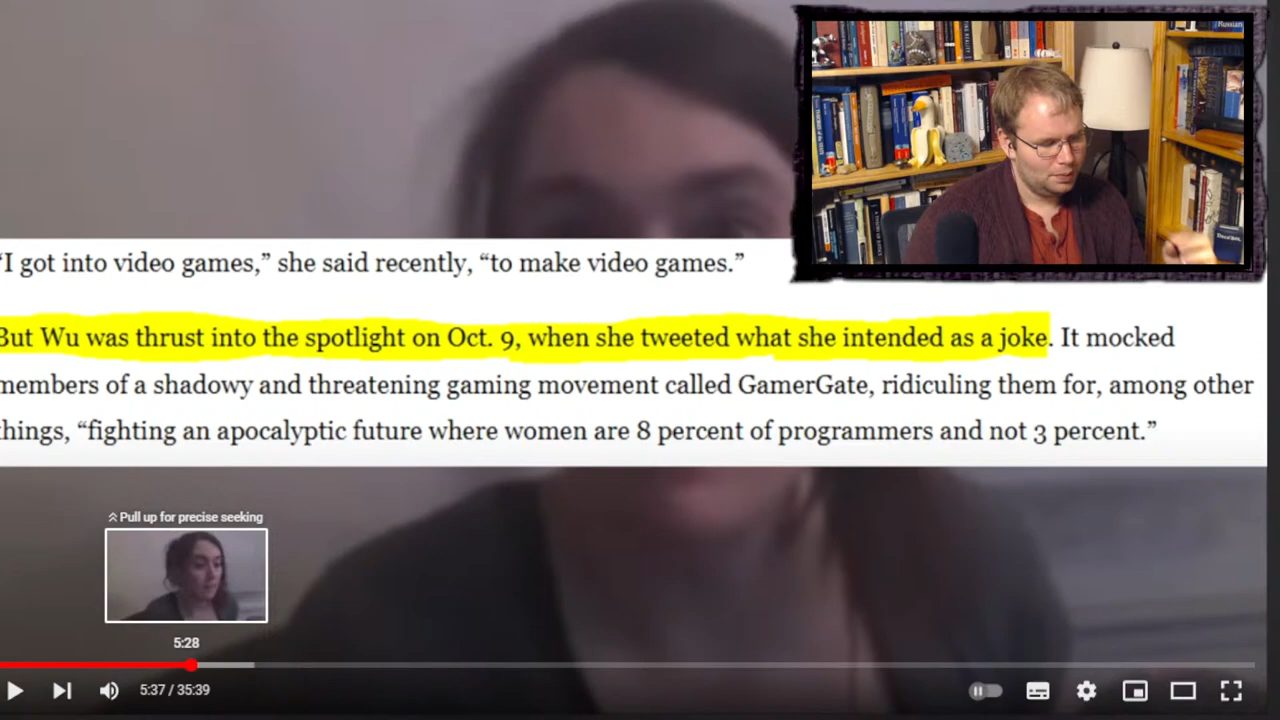 "I got into video games," she said recently, "to make video games."
But Wu was thrust into the spotlight on Oct. 9, when she tweeted what she intended as a joke. It mocked
members of a shadowy and threatening gaming movement called GamerGate, ridiculing them for, among other
things, "fighting an apocalyptic future where women are 8 percent of programmers and not 3 percent."
Pull up for precise seeking
5:28
5:37 / 35:39
Russian